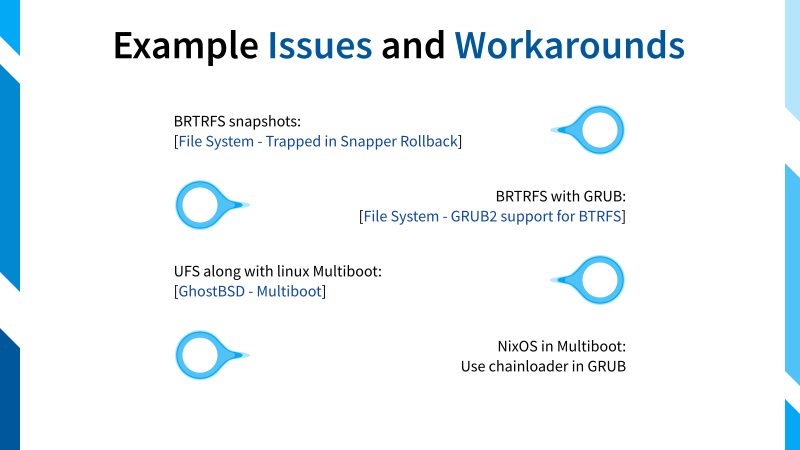 Example Issues and Workarounds
BRTRFS snapshots:
[File System - Trapped in Snapper Rollback]
BRTRFS with GRUB:
[File System - GRUB2 support for BTRFS]
UFS along with linux Multiboot:
[GhostBSD - Multiboot]
NixOS in Multiboot:
Use chainloader in GRUB